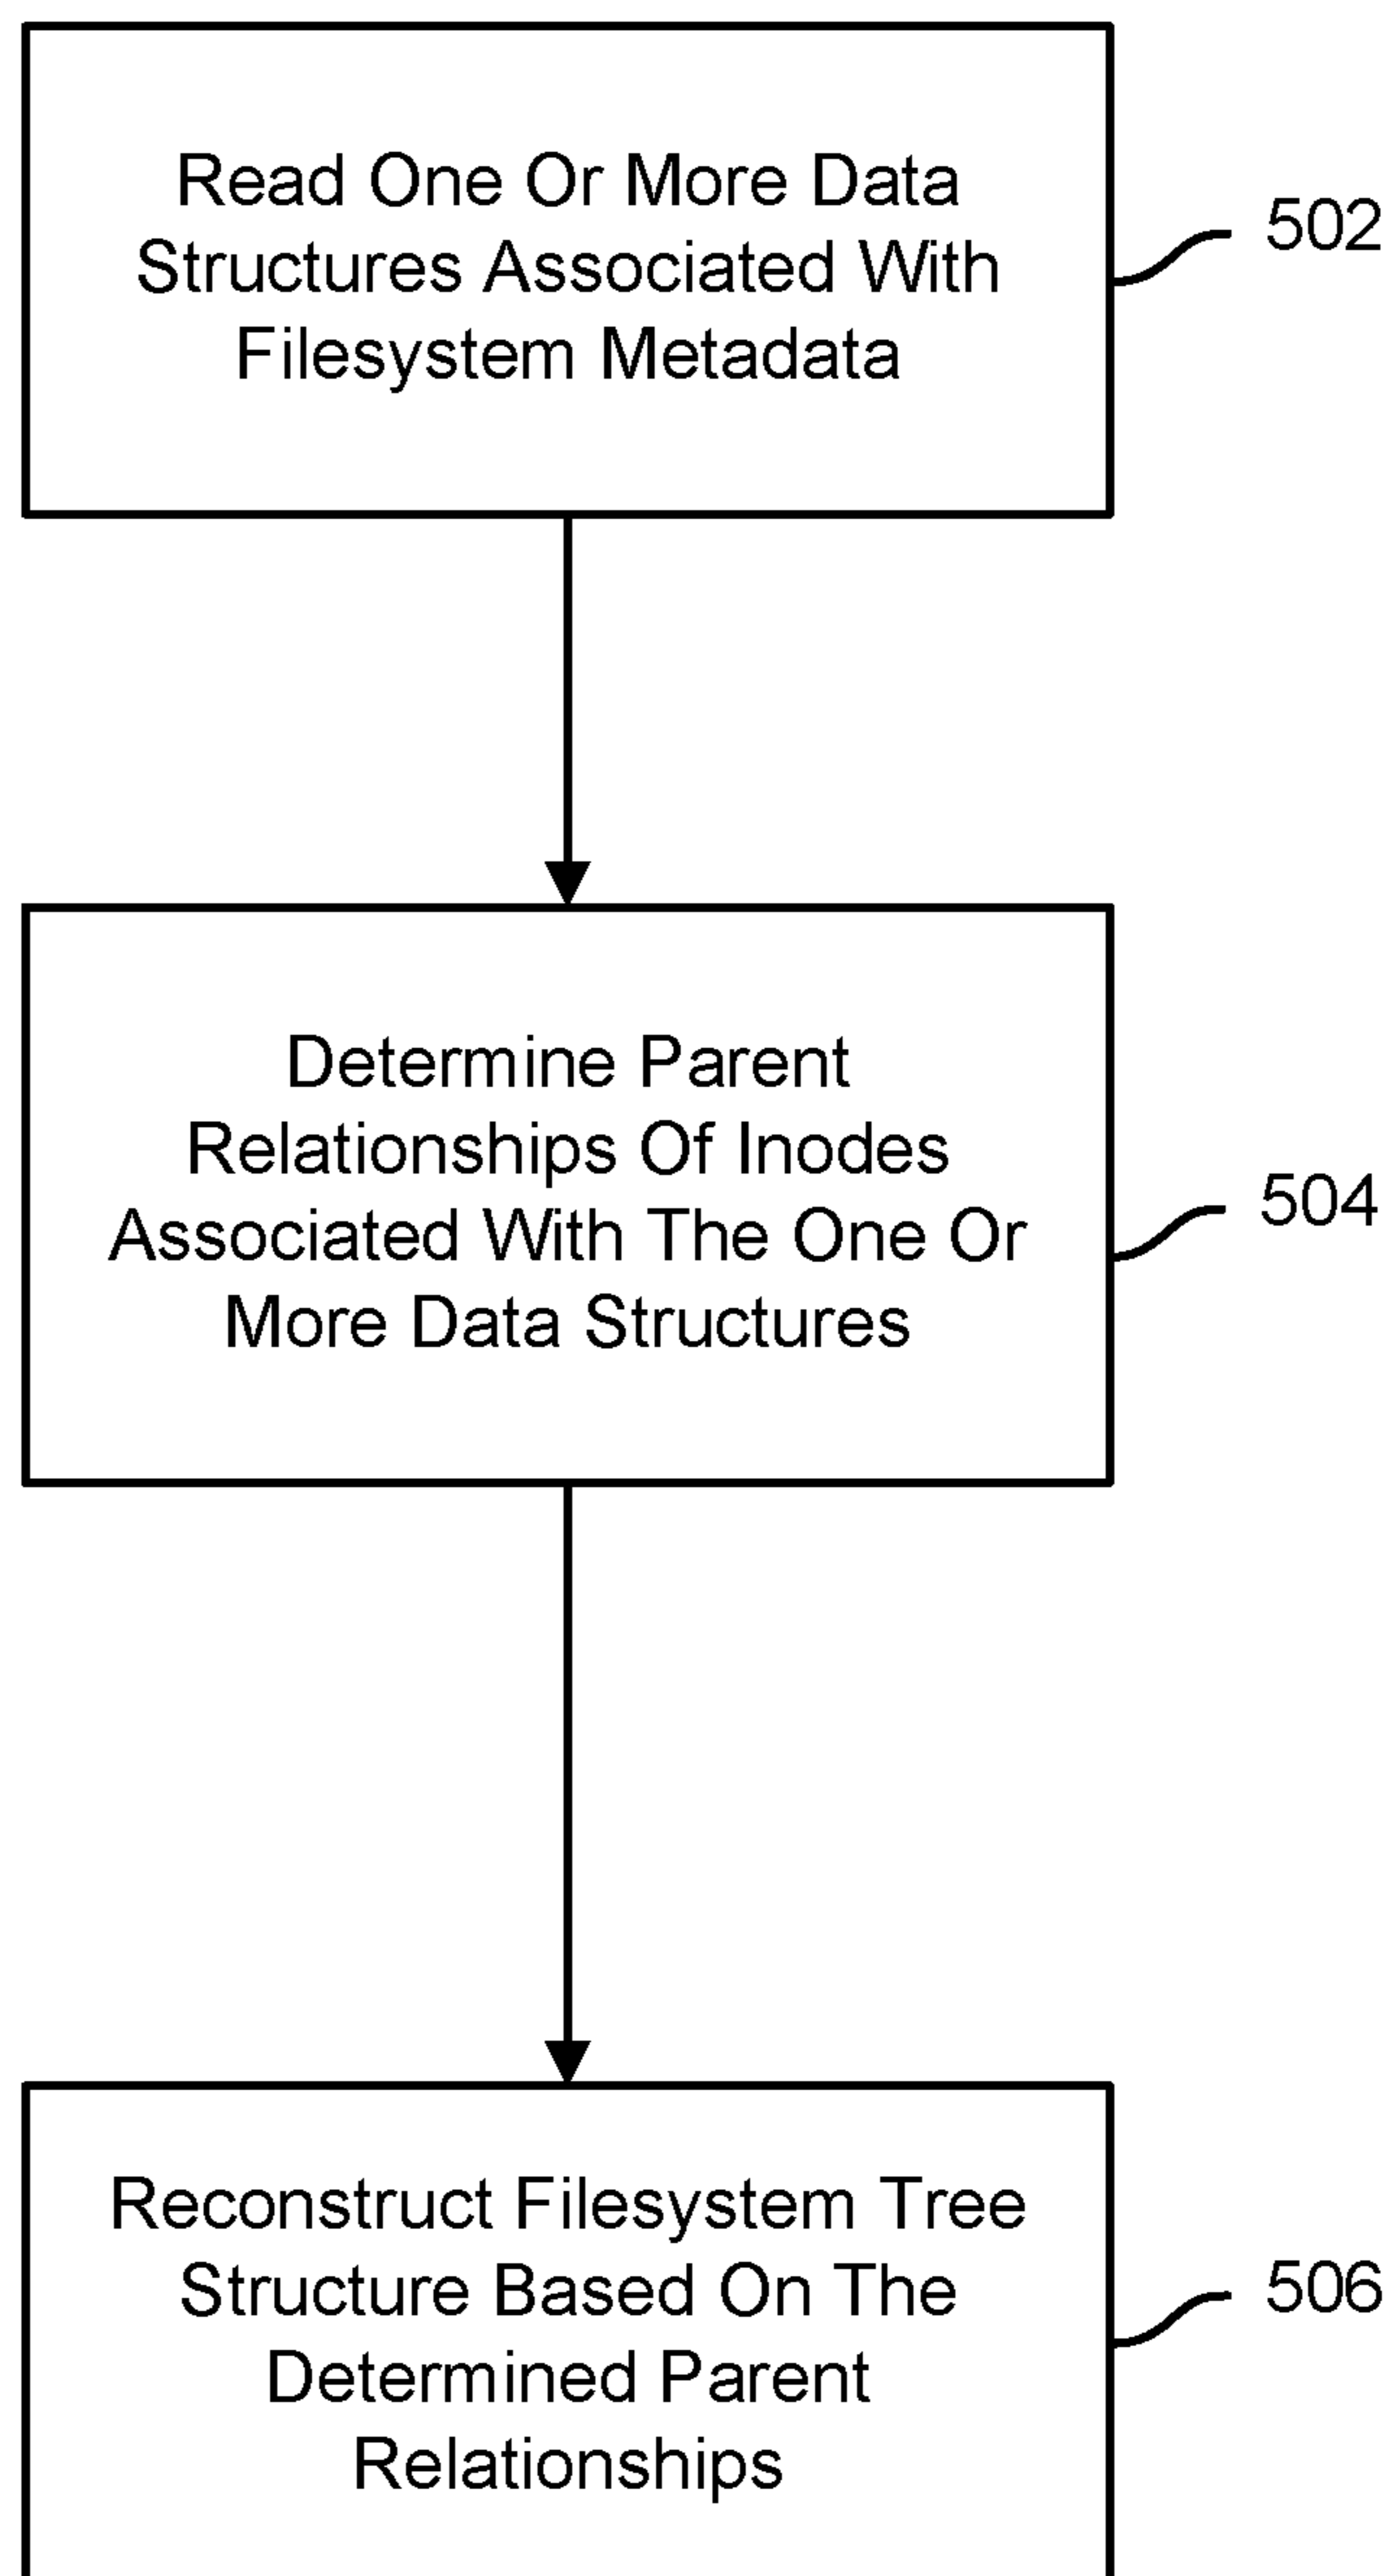 Read One Or More Data
Structures Associated With
Filesystem Metadata
502
Determine Parent
Relationships Of Inodes
Associated With The One Or
More Data Structures
504
Reconstruct Filesystem Tree
Structure Based On The
Determined Parent
Relationships
506